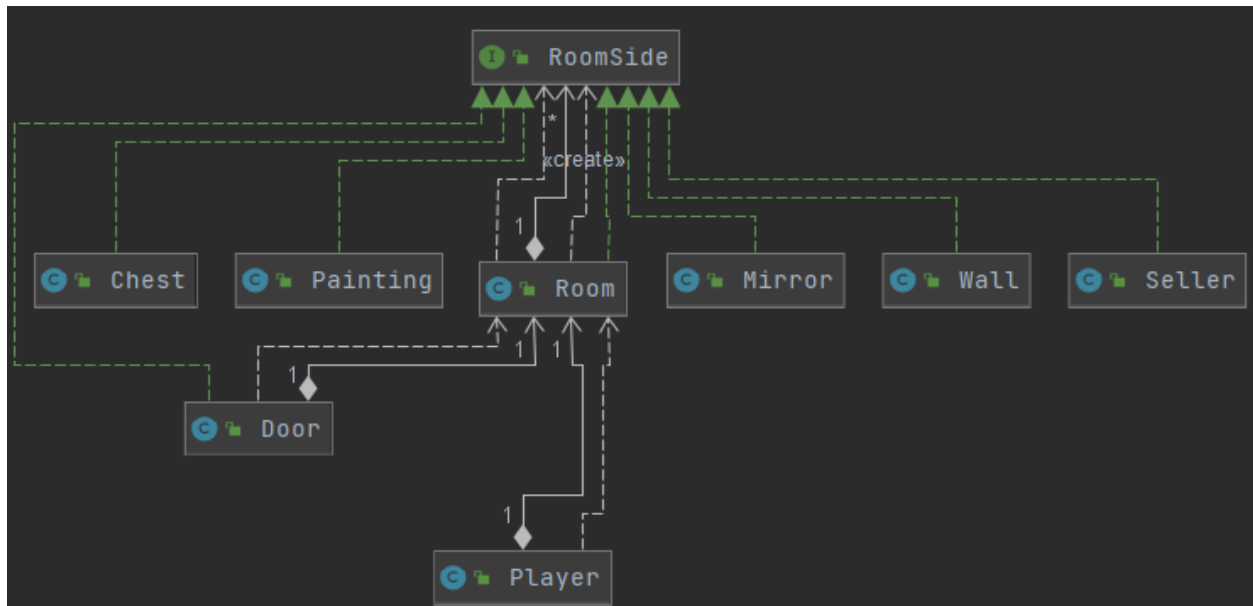 I RoomSide
*
«create»
1
C Chest
C Painting
C Room
C Mirror
C Wall
C Seller
1 1
1
C Door
1
C Player